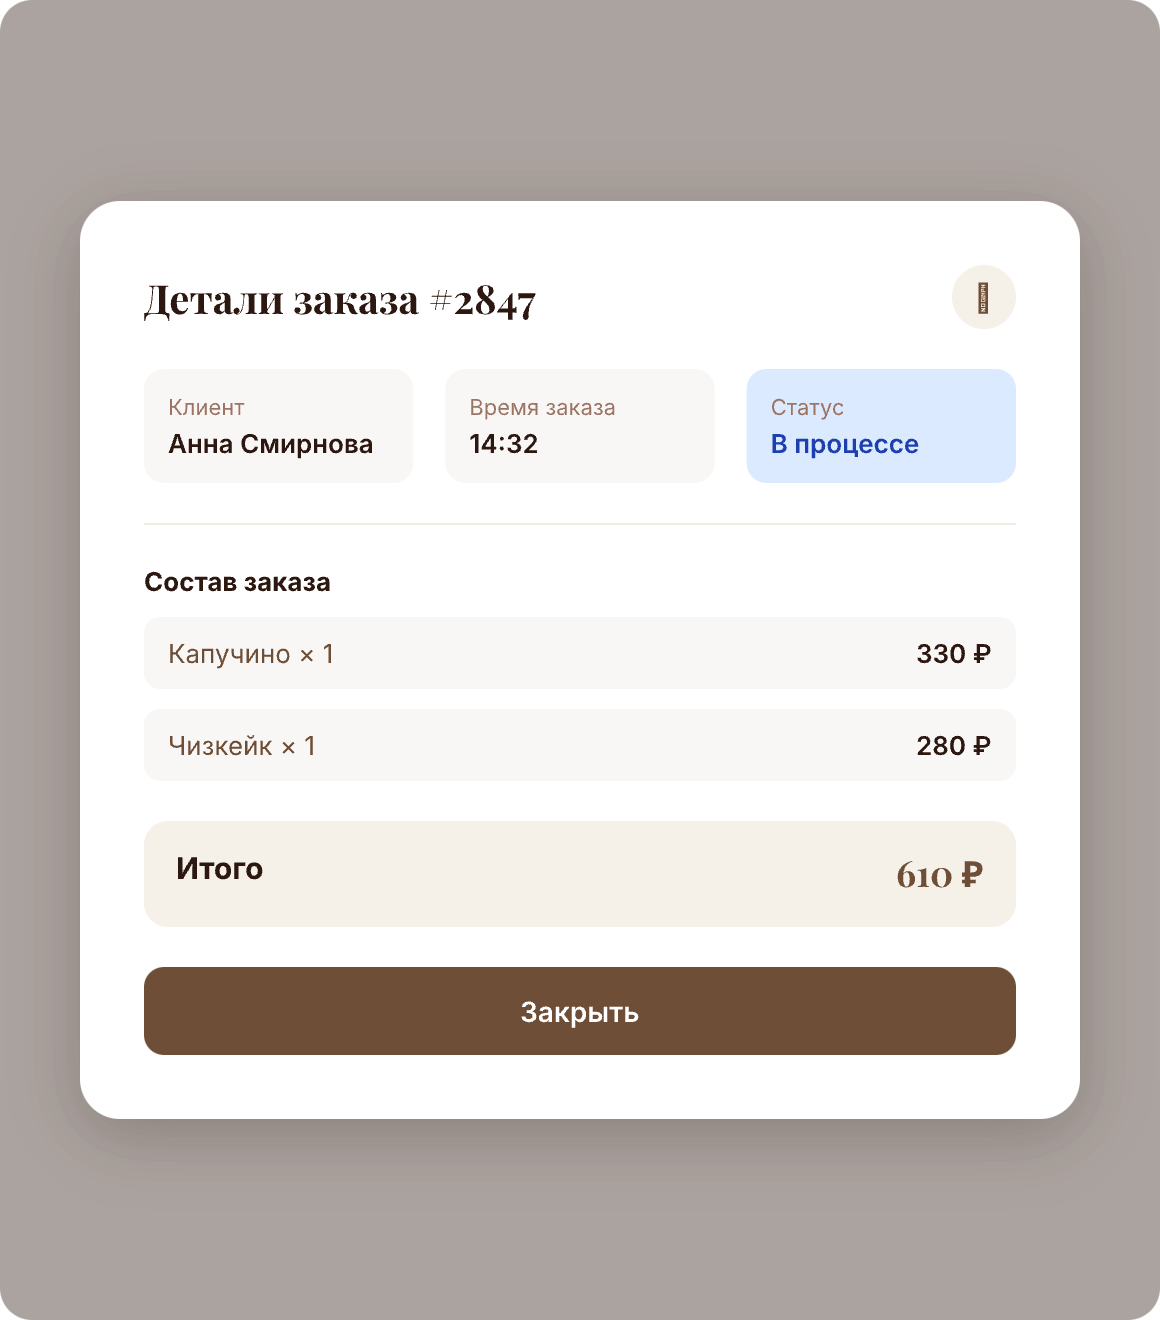 Детали заказа #2847
Клиент
Анна Смирнова
Время заказа
14:32
Статус
В процессе
Состав заказа
Капучино × 1
330 ₽
Чизкейк × 1
280 ₽
Итого
610 ₽
Закрыть